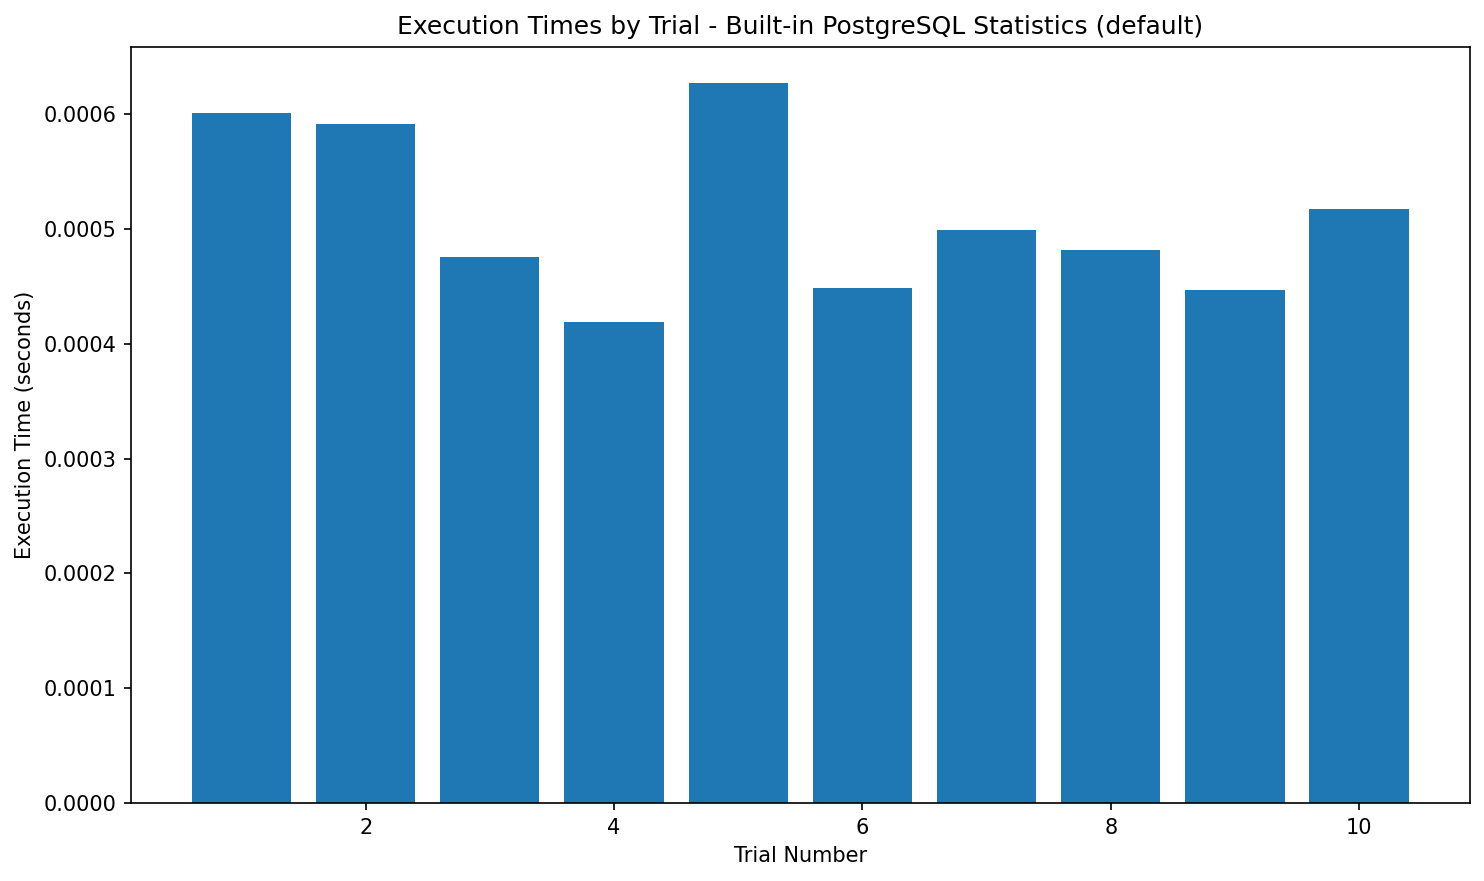 Execution Times by Trial - Built-in PostgreSQL Statistics (default)
Execution Time (seconds)
0.0006
0.0005
0.0004
0.0003
0.0002
0.0001
0.0000
2 4 6 8 10
Trial Number